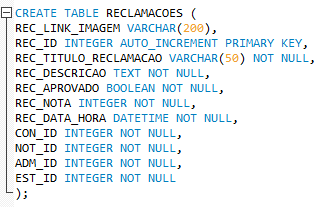 CREATE TABLE RECLAMACOES (
REC_LINK_IMAGEM VARCHAR(200),
REC_ID INTEGER AUTO_INCREMENT PRIMARY KEY,
REC_TITULO_RECLAMACAO VARCHAR(50) NOT NULL,
REC_DESCRICAO TEXT NOT NULL,
REC_APROVADO BOOLEAN NOT NULL,
REC_NOTA INTEGER NOT NULL,
REC_DATA_HORA DATETIME NOT NULL,
CON_ID INTEGER NOT NULL,
NOT_ID INTEGER NOT NULL,
ADM_ID INTEGER NOT NULL,
EST_ID INTEGER NOT NULL
);